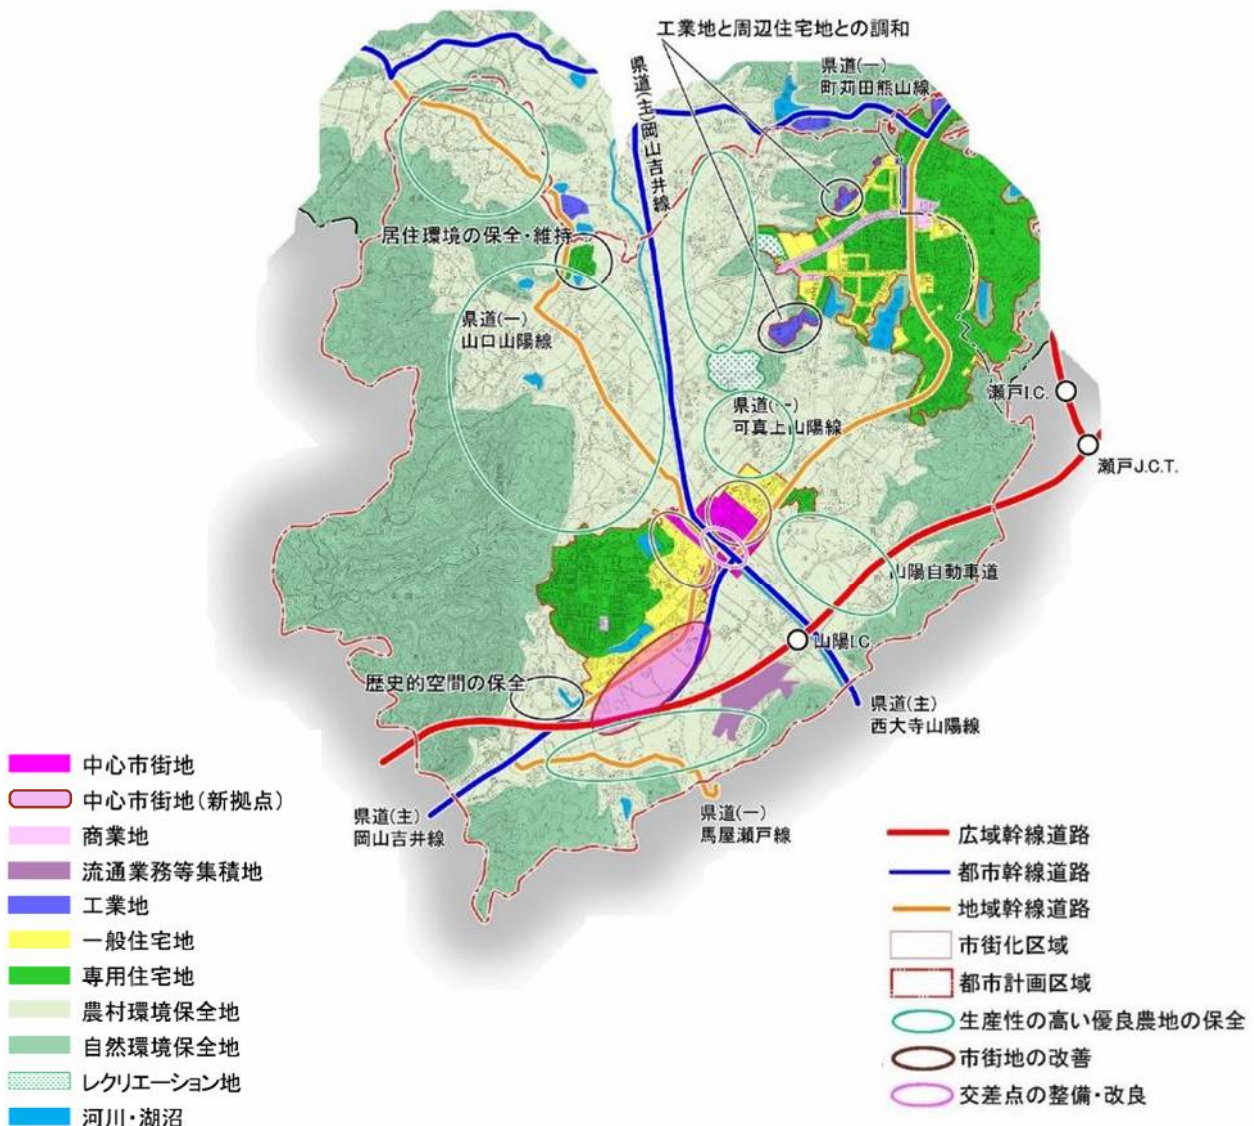 工業地と周辺住宅地との調和
県道(一)
町苅田熊山線
県道(主)岡山吉井線
居住環境の保全・維持
県道(一)
山口山陽線
県道(一)
可真上山陽線
瀬戸I.C.
瀬戸J.C.T.
山陽自動車道
山陽I.C.
歴史的空間の保全
県道(主)
西大寺山陽線
県道(主)
岡山吉井線
県道(一)
馬屋瀬戸線
中心市街地
中心市街地(新拠点)
商業地
流通業務等集積地
工業地
一般住宅地
専用住宅地
農村環境保全地
自然環境保全地
レクリエーション地
河川・湖沼
広域幹線道路
都市幹線道路
地域幹線道路
市街化区域
都市計画区域
生産性の高い優良農地の保全
市街地の改善
交差点の整備・改良